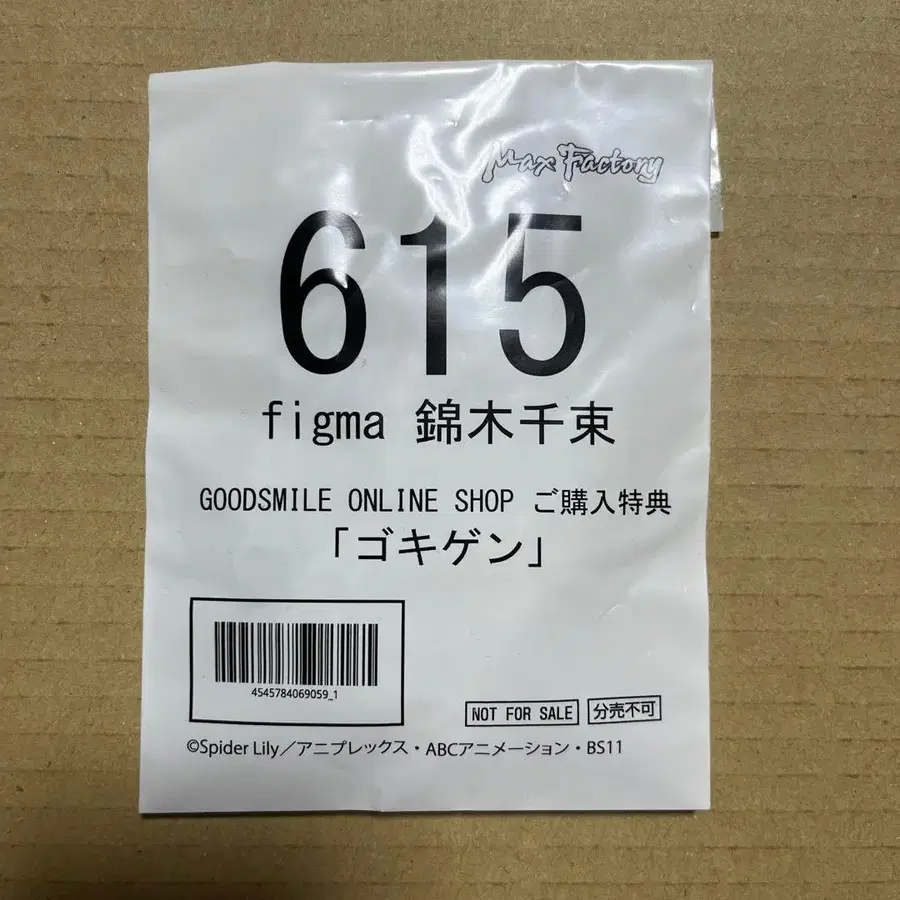 Max Factory
615
figma 錦木千束
GOODSMILE ONLINE SHOP ご購入特典
「ゴキゲン」
4545784069059_1
NOT FOR SALE 分売不可
©Spider Lily／アニプレックス・ABCアニメーション・BS11